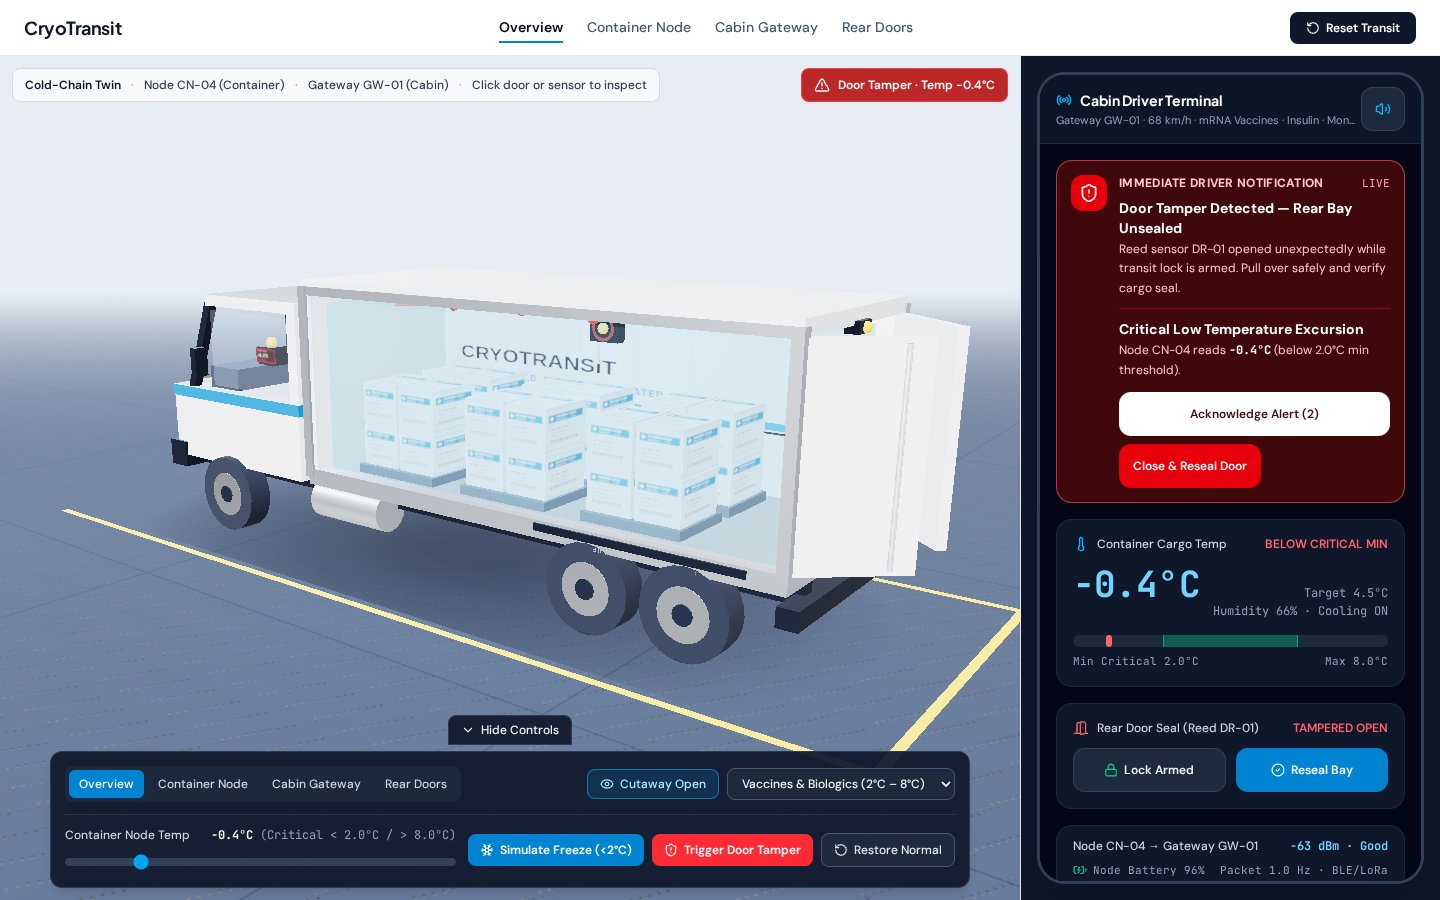 CryoTransit
Overview
Container Node
Cabin Gateway
Rear Doors
Reset Transit
Cold-Chain Twin · Node CN-04 (Container) · Gateway GW-01 (Cabin) · Click door or sensor to inspect
Door Tamper · Temp -0.4°C
CRYOTRANSIT
Hide Controls
Overview
Container Node
Cabin Gateway
Rear Doors
Cutaway Open
Vaccines & Biologics (2°C – 8°C)
Container Node Temp
-0.4°C (Critical < 2.0°C / > 8.0°C)
Simulate Freeze (<2°C)
Trigger Door Tamper
Restore Normal
Cabin Driver Terminal
Gateway GW-01 · 68 km/h · mRNA Vaccines · Insulin · Mon...
IMMEDIATE DRIVER NOTIFICATION
LIVE
Door Tamper Detected — Rear Bay
Unsealed
Reed sensor DR-01 opened unexpectedly while
transit lock is armed. Pull over safely and verify
cargo seal.
Critical Low Temperature Excursion
Node CN-04 reads -0.4°C (below 2.0°C min
threshold).
Acknowledge Alert (2)
Close & Reseal Door
Container Cargo Temp
BELOW CRITICAL MIN
-0.4°C
Target 4.5°C
Humidity 66% · Cooling ON
Min Critical 2.0°C
Max 8.0°C
Rear Door Seal (Reed DR-01)
TAMPERED OPEN
Lock Armed
Reseal Bay
Node CN-04 → Gateway GW-01
-63 dBm · Good
Node Battery 96%
Packet 1.0 Hz · BLE/LoRa